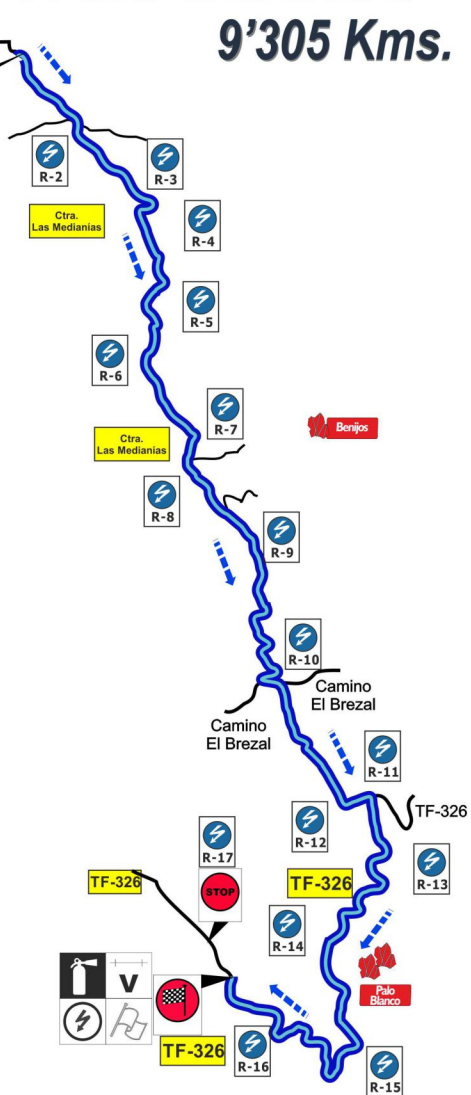 9’305 Kms.
R-2
R-3
Ctra.
Las Medianías
R-4
R-5
R-6
R-7
Ctra.
Las Medianías
Benijos
R-8
R-9
R-10
Camino
El Brezal
Camino
El Brezal
R-11
TF-326
R-12
R-17
R-13
TF-326
STOP
TF-326
R-14
V
Palo
Blanco
TF-326
R-16
R-15